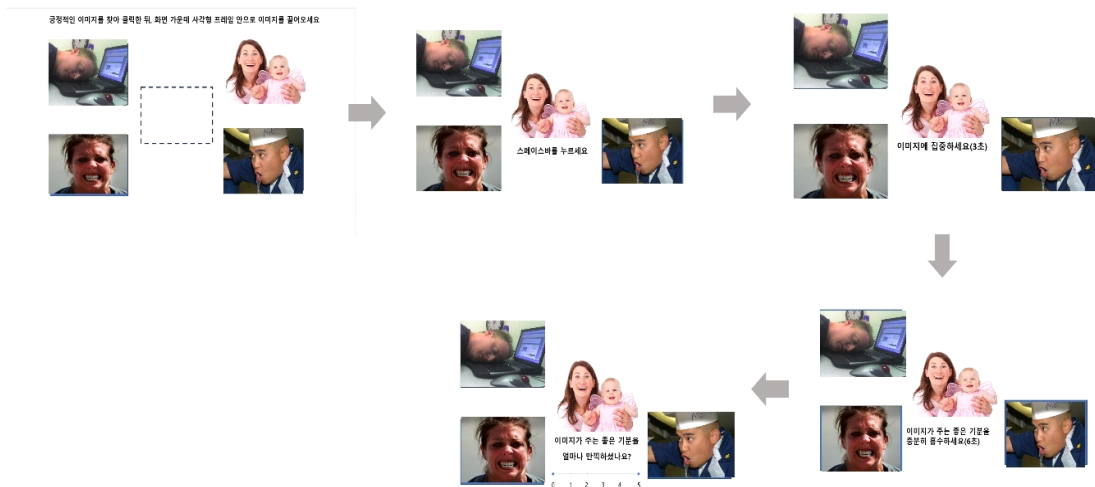 긍정적인 이미지를 찾아 클릭한 뒤, 화면 가운데 사각형 프레임 안으로 이미지를 끌어오세요
스페이스바를 누르세요
이미지에 집중하세요(3초)
이미지가 주는 좋은 기분을
충분히 흡수하세요(6초)
이미지가 주는 좋은 기분을
얼마나 만끽하셨나요?
0 1 2 3 4 5